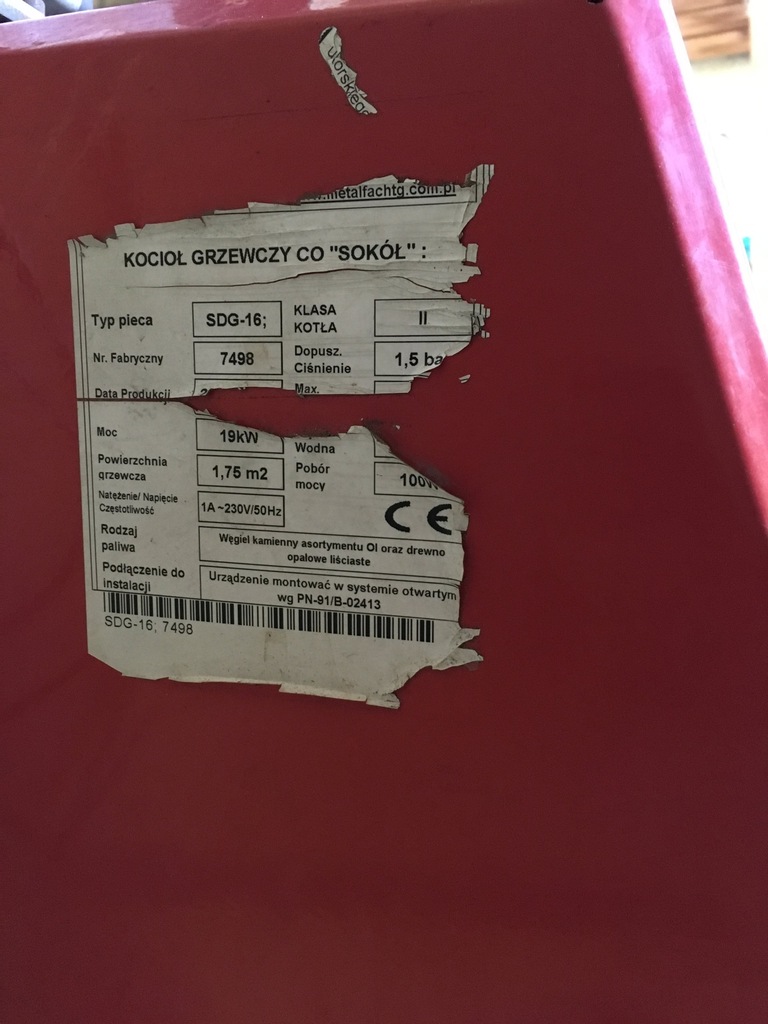 www.metalfachtg.com.pl
KOCIOŁ GRZEWCZY CO "SOKÓŁ" :
Typ pieca SDG-16; KLASA KOTŁA II
Nr. Fabryczny 7498 Dopusz. Ciśnienie 1,5 ba
Data Produkcji Max.
Moc 19kW Wodna
Powierzchnia grzewcza 1,75 m2 Pobór mocy 100W
Natężenie/ Napięcie Częstotliwość 1A ~230V/50Hz CE
Rodzaj paliwa Węgiel kamienny asortymentu OI oraz drewno
opałowe liściaste
Podłączenie do instalacji Urządzenie montować w systemie otwartym
wg PN-91/B-02413
SDG-16; 7498